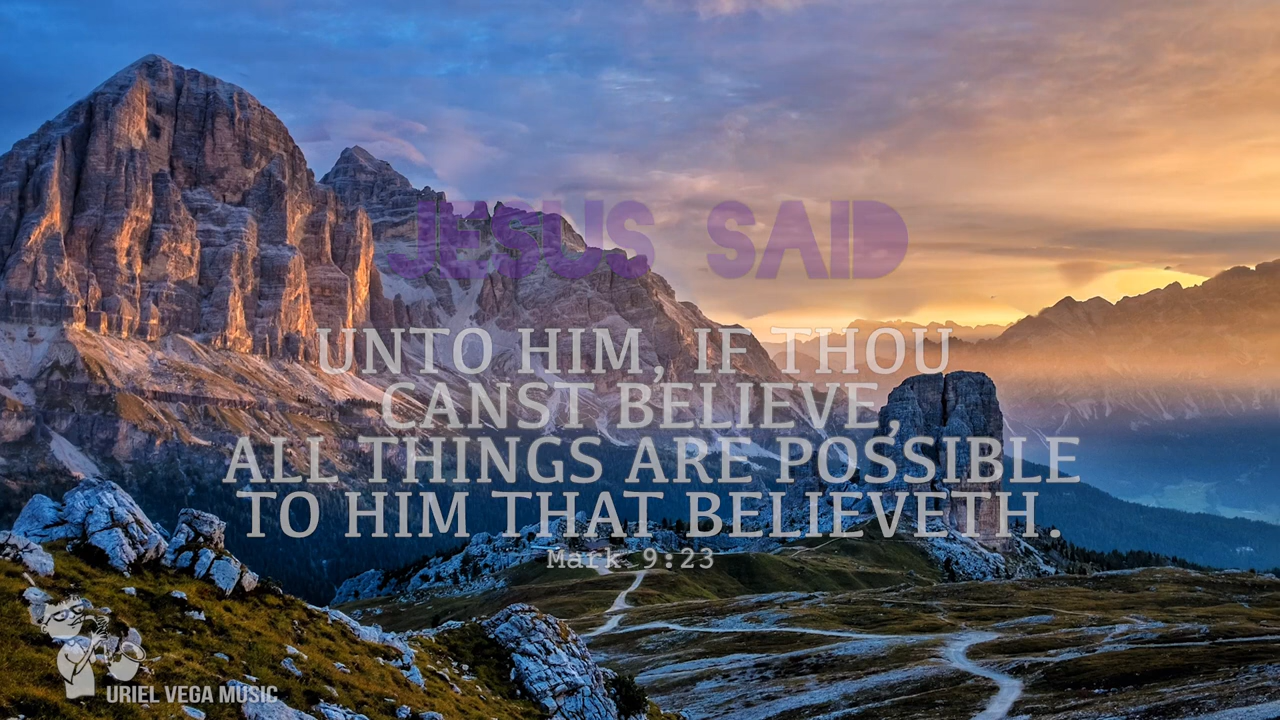 JESUS SAID
UNTO HIM, IF THOU
CANST BELIEVE,
ALL THINGS ARE POSSIBLE
TO HIM THAT BELIEVETH.
Mark 9:23
URIEL VEGA MUSIC